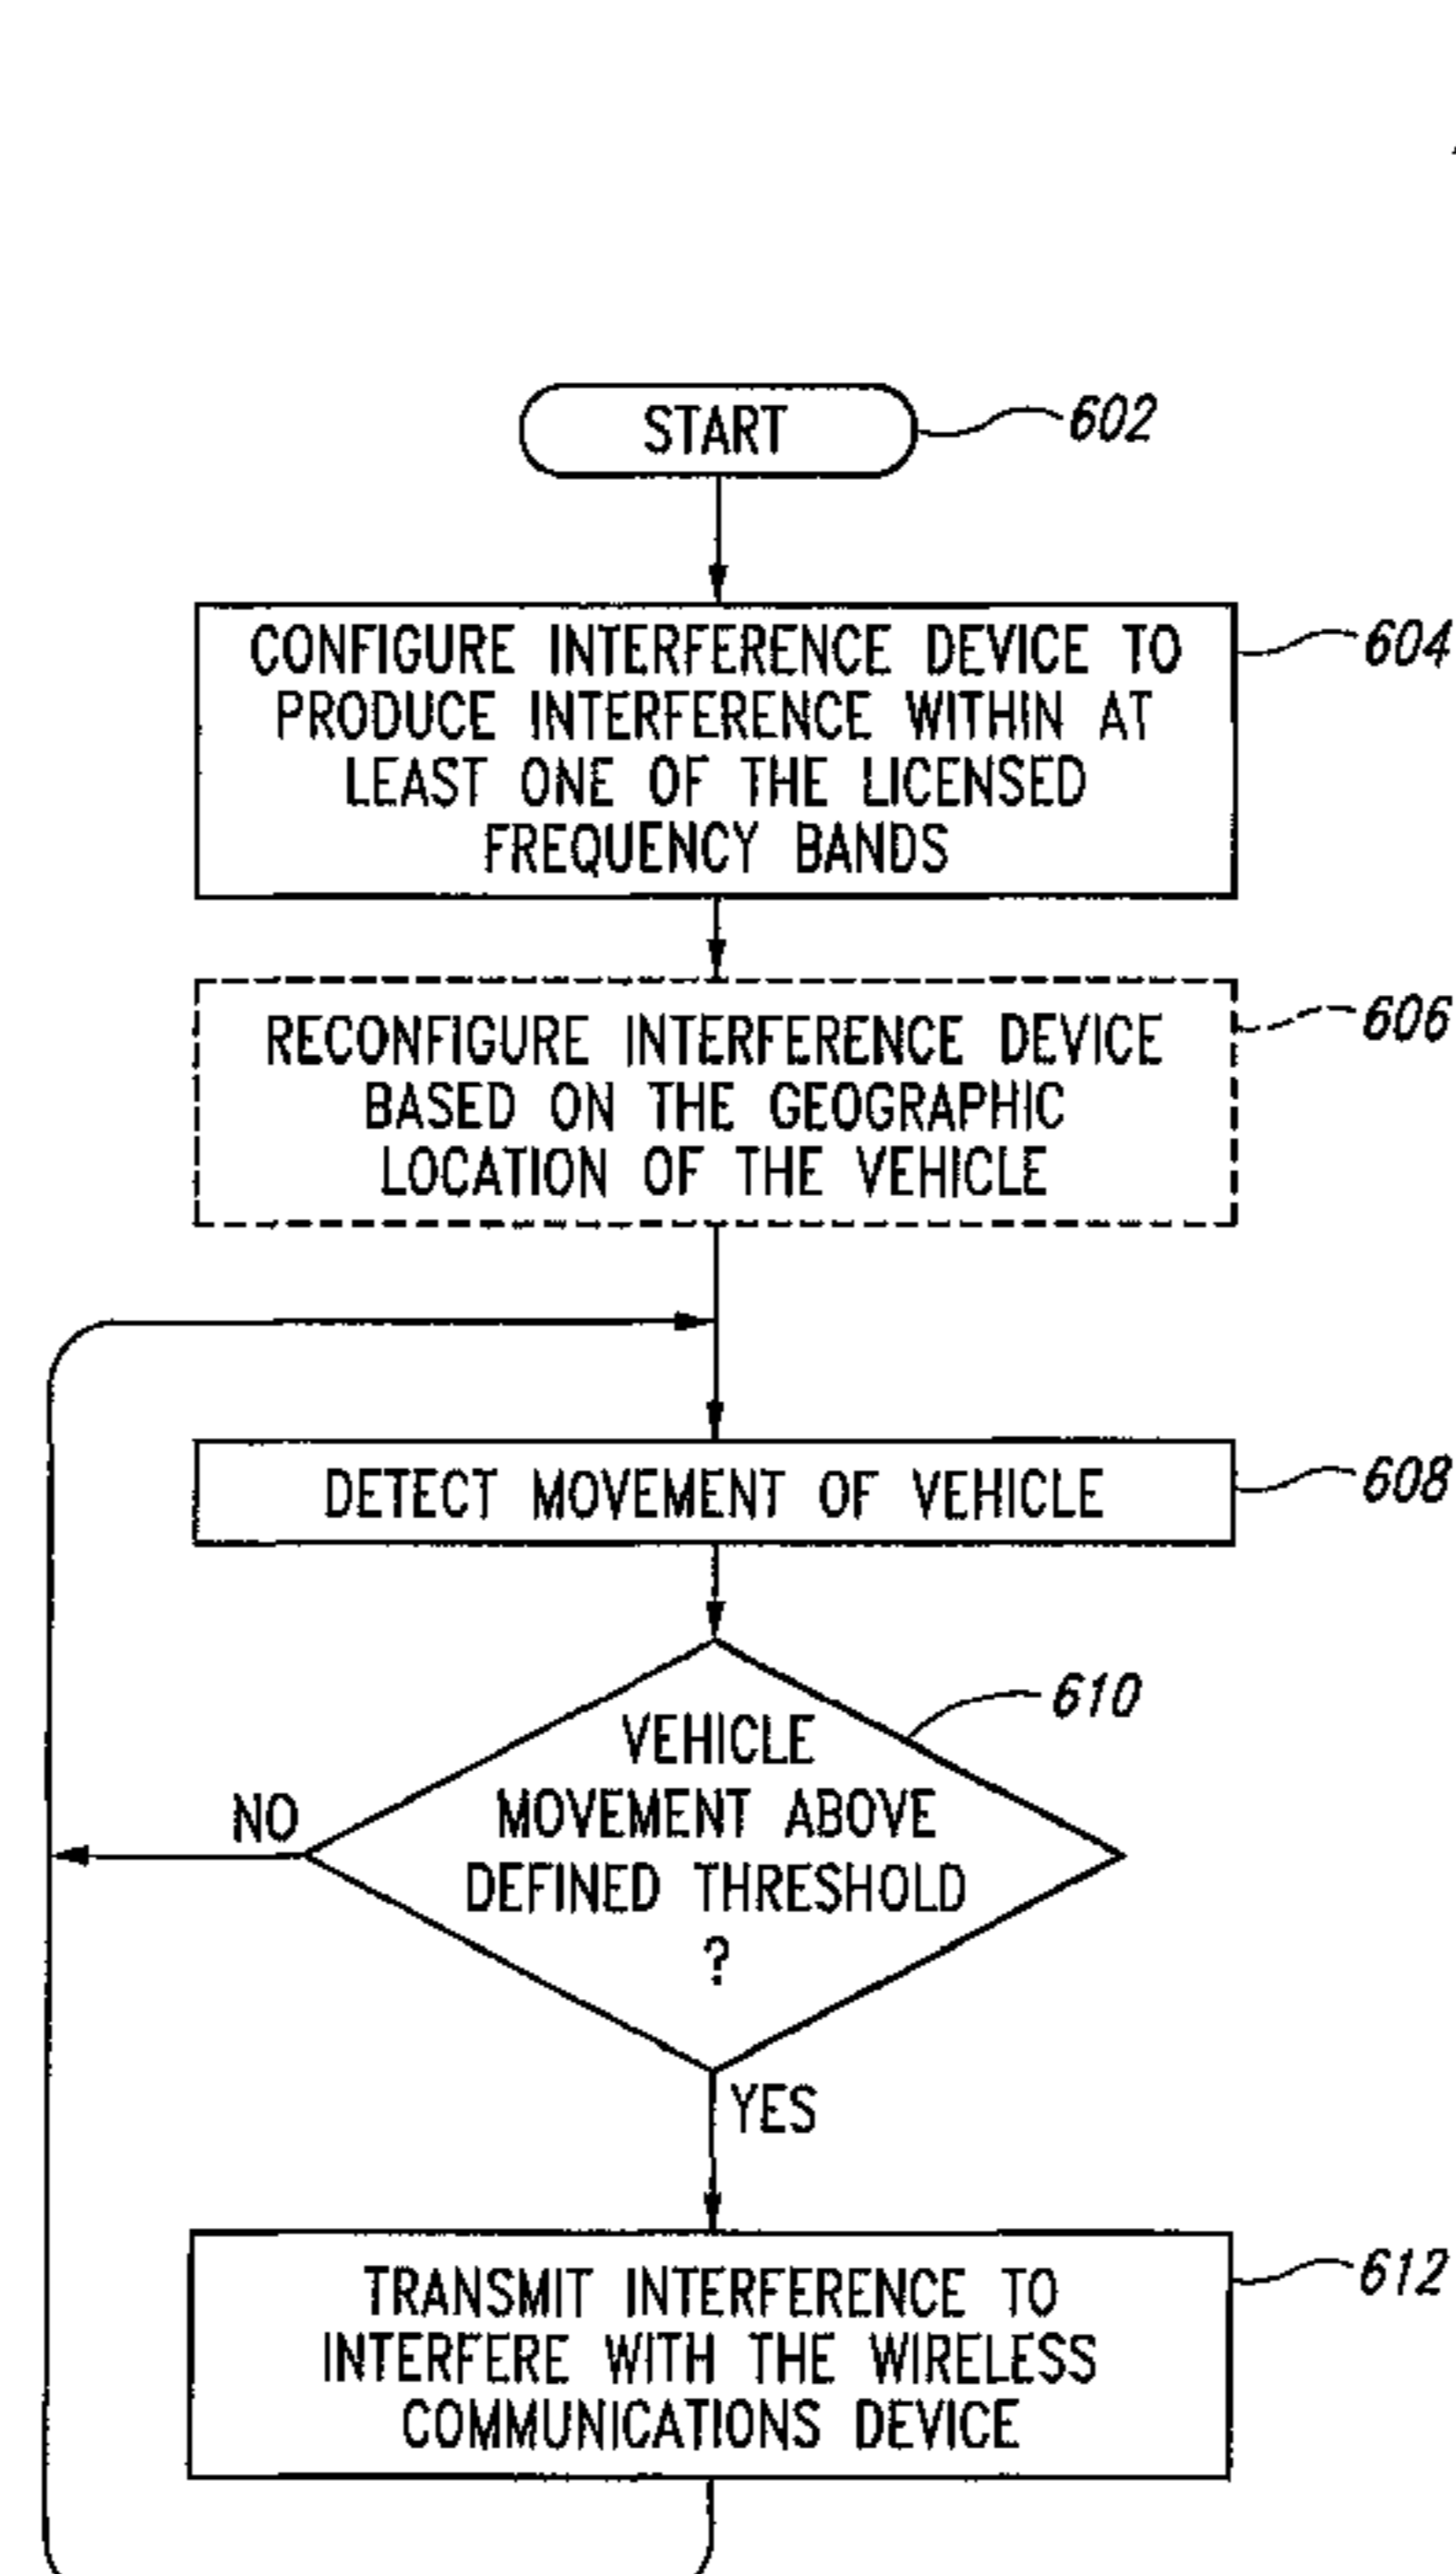 START
602
CONFIGURE INTERFERENCE DEVICE TO
PRODUCE INTERFERENCE WITHIN AT
LEAST ONE OF THE LICENSED
FREQUENCY BANDS
604
RECONFIGURE INTERFERENCE DEVICE
BASED ON THE GEOGRAPHIC
LOCATION OF THE VEHICLE
606
DETECT MOVEMENT OF VEHICLE
608
VEHICLE
MOVEMENT ABOVE
DEFINED THRESHOLD
?
610
NO
YES
TRANSMIT INTERFERENCE TO
INTERFERE WITH THE WIRELESS
COMMUNICATIONS DEVICE
612